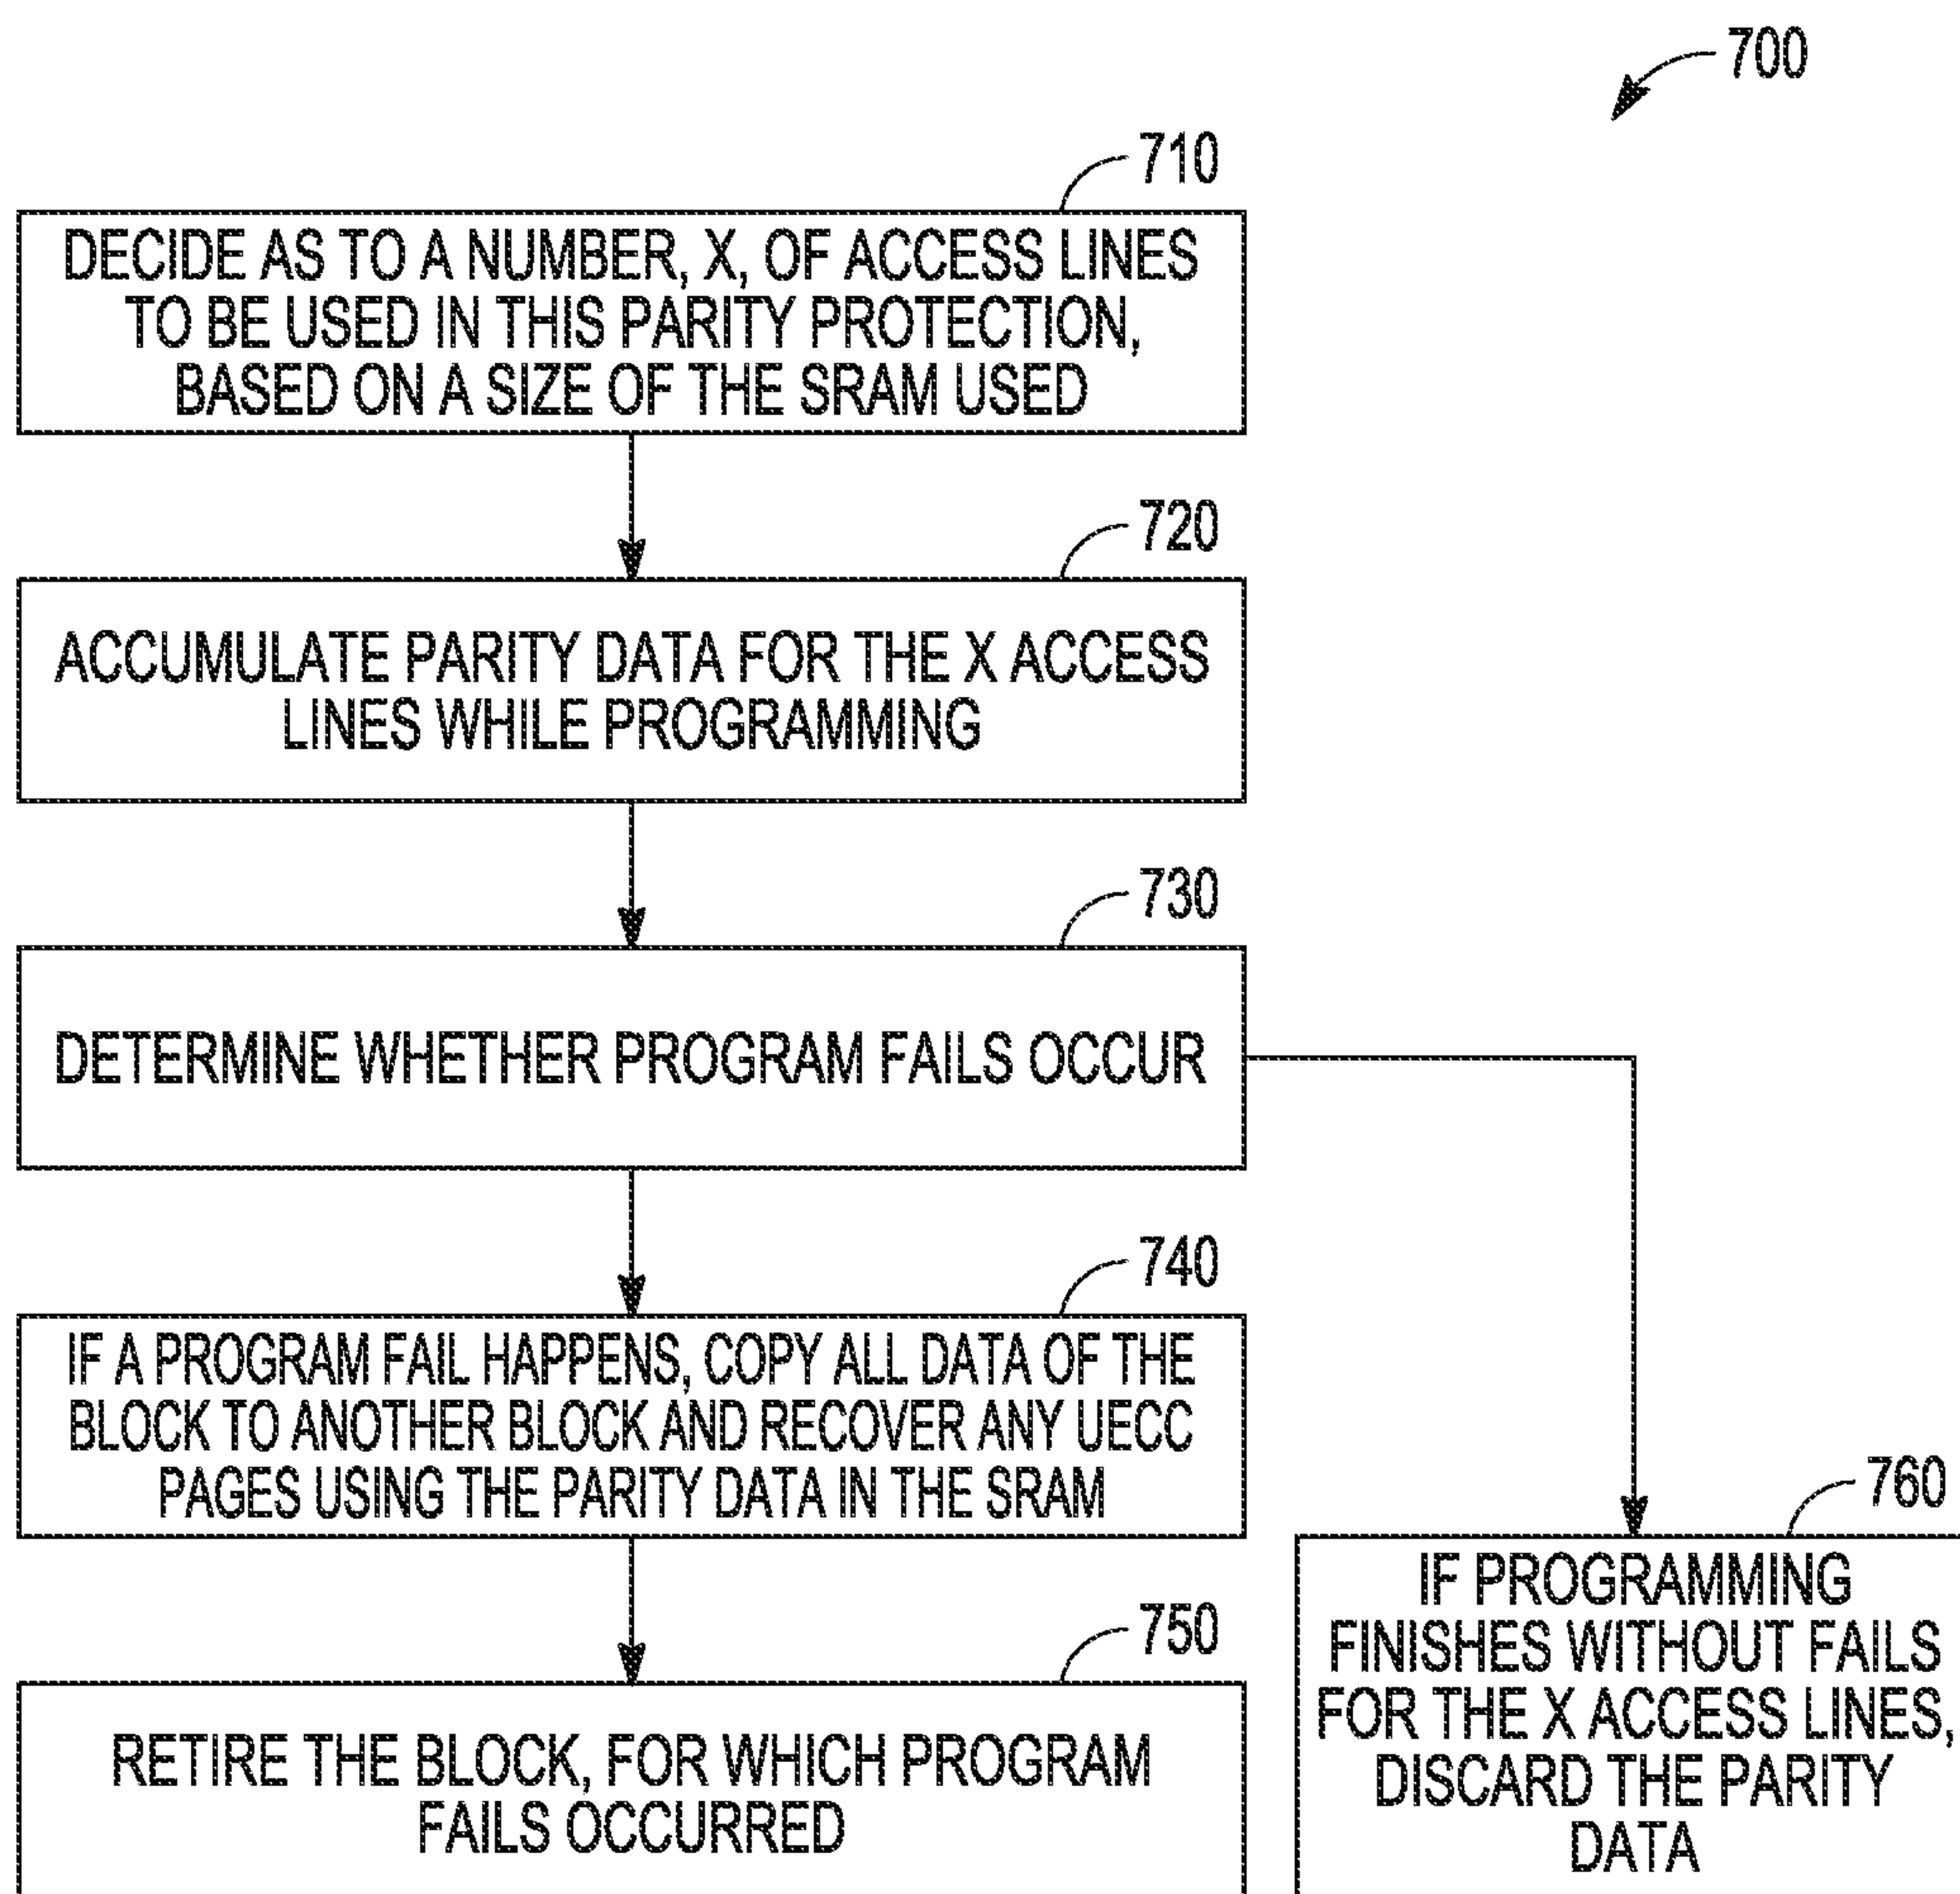 700
710
DECIDE AS TO A NUMBER, X, OF ACCESS LINES
TO BE USED IN THIS PARITY PROTECTION,
BASED ON A SIZE OF THE SRAM USED
720
ACCUMULATE PARITY DATA FOR THE X ACCESS
LINES WHILE PROGRAMMING
730
DETERMINE WHETHER PROGRAM FAILS OCCUR
740
IF A PROGRAM FAIL HAPPENS, COPY ALL DATA OF THE
BLOCK TO ANOTHER BLOCK AND RECOVER ANY UECC
PAGES USING THE PARITY DATA IN THE SRAM
750
RETIRE THE BLOCK, FOR WHICH PROGRAM
FAILS OCCURRED
760
IF PROGRAMMING
FINISHES WITHOUT FAILS
FOR THE X ACCESS LINES,
DISCARD THE PARITY
DATA